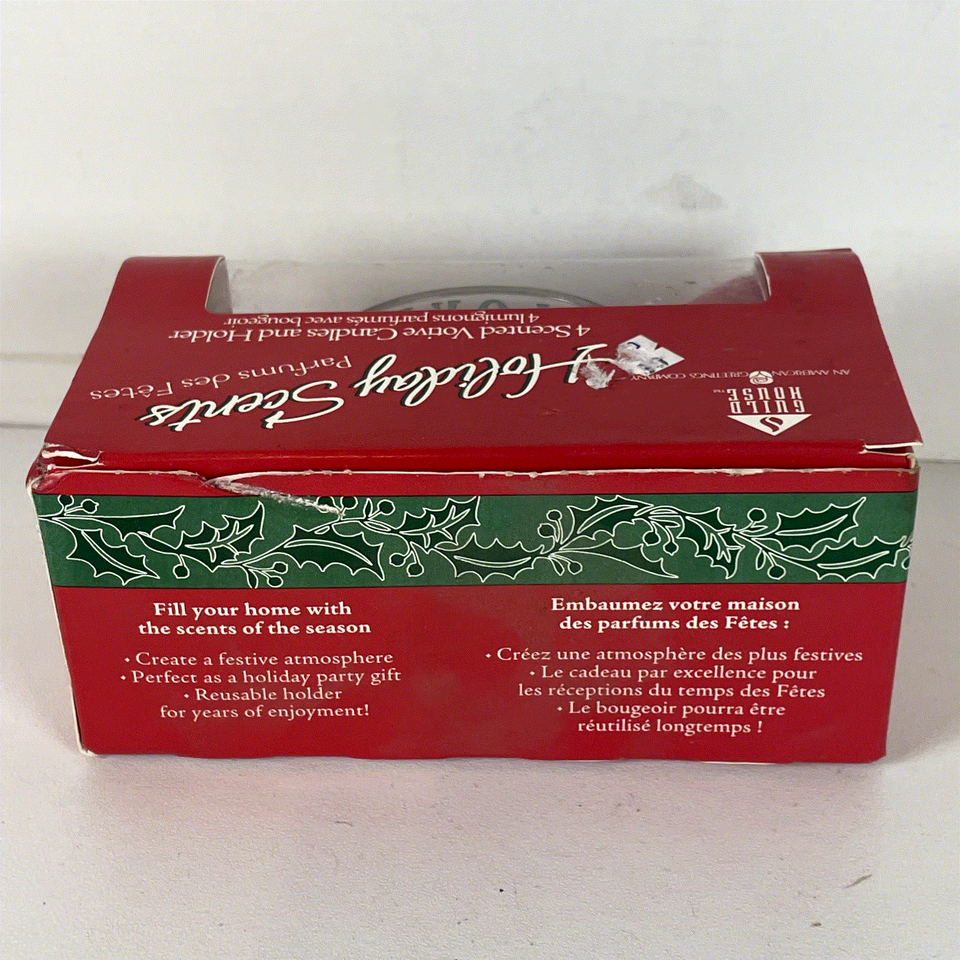 4 Scented Votive Candles and Holder
4 lumignons parfumés avec bougeoir
Holiday Scents
Parfums des Fêtes
AN AMERICAN GREETINGS COMPANY
GUILD
HOUSE™
Fill your home with
the scents of the season
• Create a festive atmosphere
• Perfect as a holiday party gift
• Reusable holder
for years of enjoyment!
Embaumez votre maison
des parfums des Fêtes :
• Créez une atmosphère des plus festives
• Le cadeau par excellence pour
les réceptions du temps des Fêtes
• Le bougeoir pourra être
réutilisé longtemps !